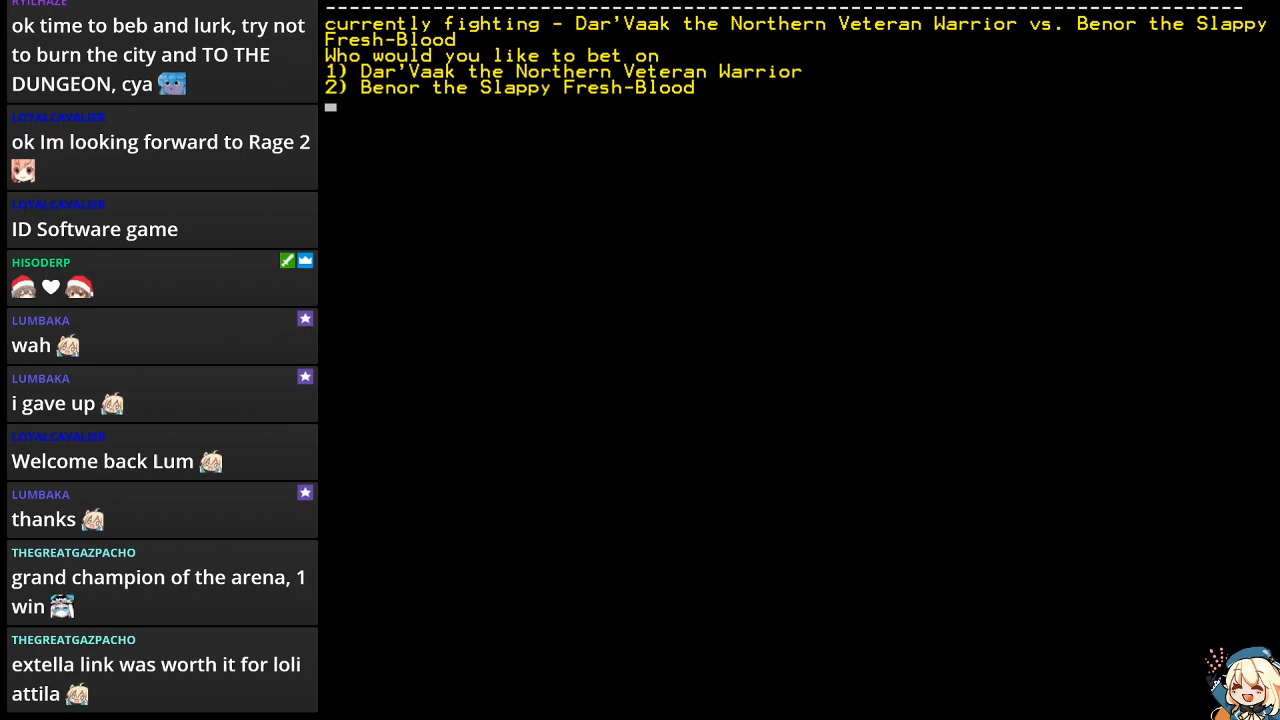 RYILHAZE
ok time to beb and lurk, try not
to burn the city and TO THE
DUNGEON, cya
LOYALCAVALIER
ok Im looking forward to Rage 2
LOYALCAVALIER
ID Software game
HISODERP
LUMBAKA
wah
LUMBAKA
i gave up
LOYALCAVALIER
Welcome back Lum
LUMBAKA
thanks
THEGREATGAZPACHO
grand champion of the arena, 1
win
THEGREATGAZPACHO
extella link was worth it for loli
attila
-----------------------------------------------------------------------------
currently fighting - Dar'Vaak the Northern Veteran Warrior vs. Benor the Slappy
Fresh-Blood
Who would you like to bet on
1) Dar'Vaak the Northern Veteran Warrior
2) Benor the Slappy Fresh-Blood